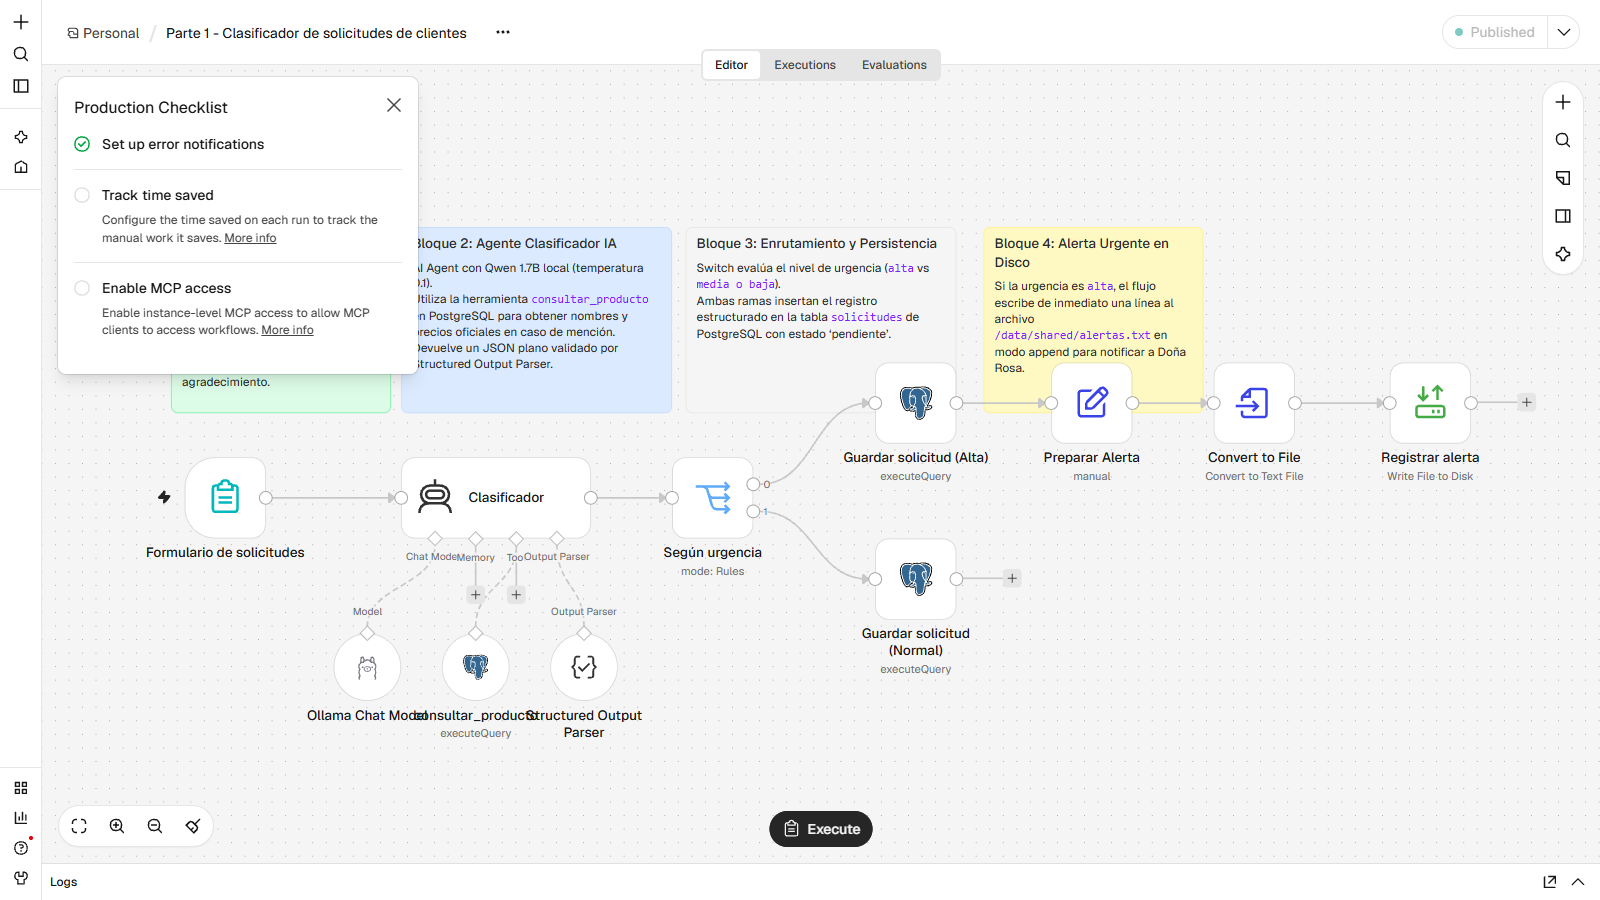 Personal / Parte 1 - Clasificador de solicitudes de clientes
Published
Editor
Executions
Evaluations
Production Checklist
Set up error notifications
Track time saved
Configure the time saved on each run to track the
manual work it saves. More info
Enable MCP access
Enable instance-level MCP access to allow MCP
clients to access workflows. More info
agradecimiento.
Bloque 2: Agente Clasificador IA
AI Agent con Qwen 1.7B local (temperatura
0.1).
Utiliza la herramienta consultar_producto
en PostgreSQL para obtener nombres y
precios oficiales en caso de mención.
Devuelve un JSON plano validado por
Structured Output Parser.
Bloque 3: Enrutamiento y Persistencia
Switch evalúa el nivel de urgencia (alta vs
media o baja).
Ambas ramas insertan el registro
estructurado en la tabla solicitudes de
PostgreSQL con estado ‘pendiente’.
Bloque 4: Alerta Urgente en
Disco
Si la urgencia es alta, el flujo
escribe de inmediato una línea al
archivo
/data/shared/alertas.txt en
modo append para notificar a Doña
Rosa.
Guardar solicitud (Alta)
executeQuery
Preparar Alerta
manual
Convert to File
Convert to Text File
Registrar alerta
Write File to Disk
Formulario de solicitudes
Clasificador
Chat Model
Memory
Tool
Output Parser
Según urgencia
mode: Rules
0
1
Guardar solicitud
(Normal)
executeQuery
Model
Output Parser
Ollama Chat Model
consultar_producto
executeQuery
Structured Output
Parser
Execute
Logs